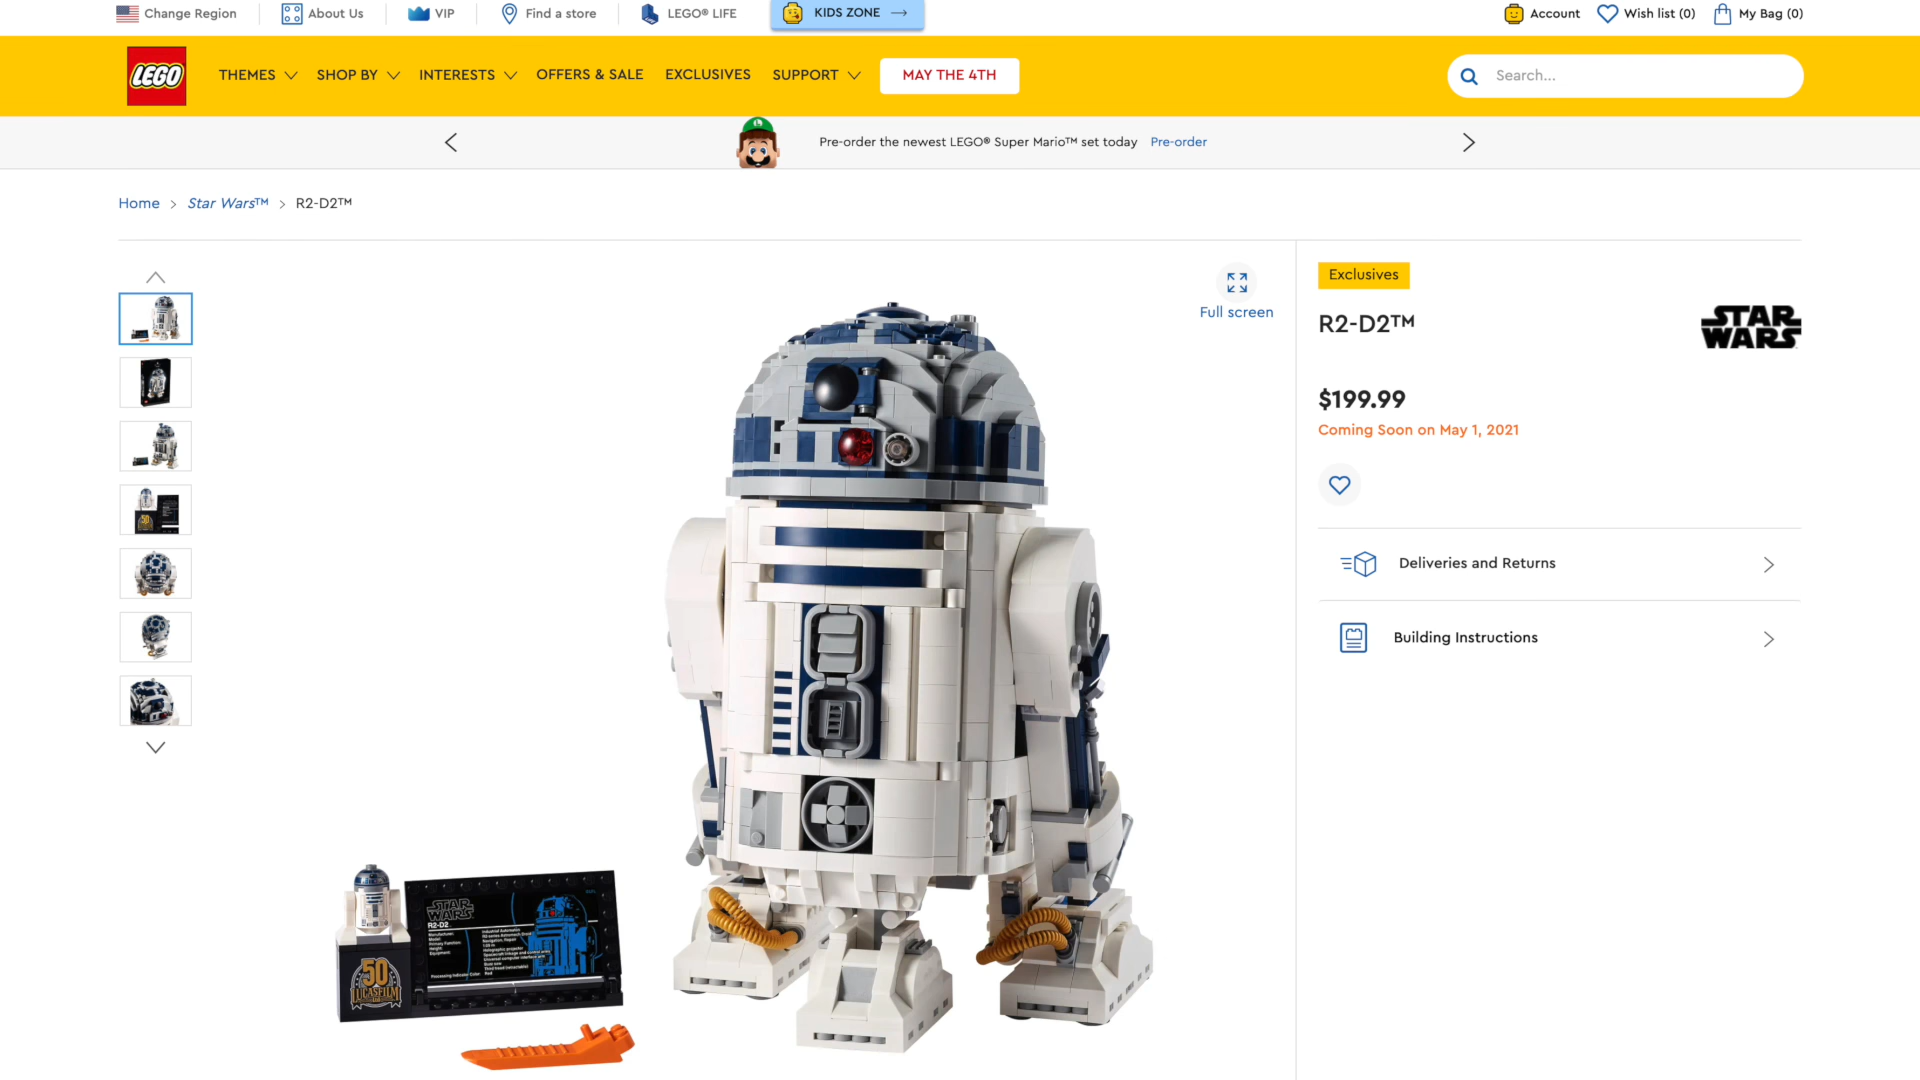 Change Region
About Us
VIP
Find a store
LEGO® LIFE
KIDS ZONE
Account
Wish list (0)
My Bag (0)
LEGO
THEMES
SHOP BY
INTERESTS
OFFERS & SALE
EXCLUSIVES
SUPPORT
MAY THE 4TH
Search...
Pre-order the newest LEGO® Super Mario™ set today Pre-order
Home > Star Wars™ > R2-D2™
Full screen
Exclusives
R2-D2™
STAR WARS
$199.99
Coming Soon on May 1, 2021
Deliveries and Returns
Building Instructions
STAR
WARS
R2-D2
50
LUCASFILM